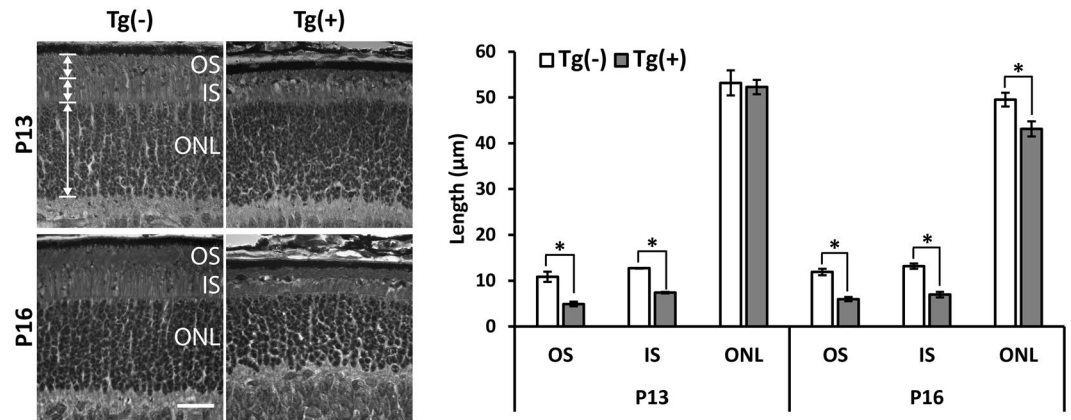 Tg(-) Tg(+)
P13
OS
IS
ONL
P16
OS
IS
ONL
Length (µm)
60
50
40
30
20
10
0
Tg(-) Tg(+)
* * * * *
OS IS ONL OS IS ONL
P13 P16